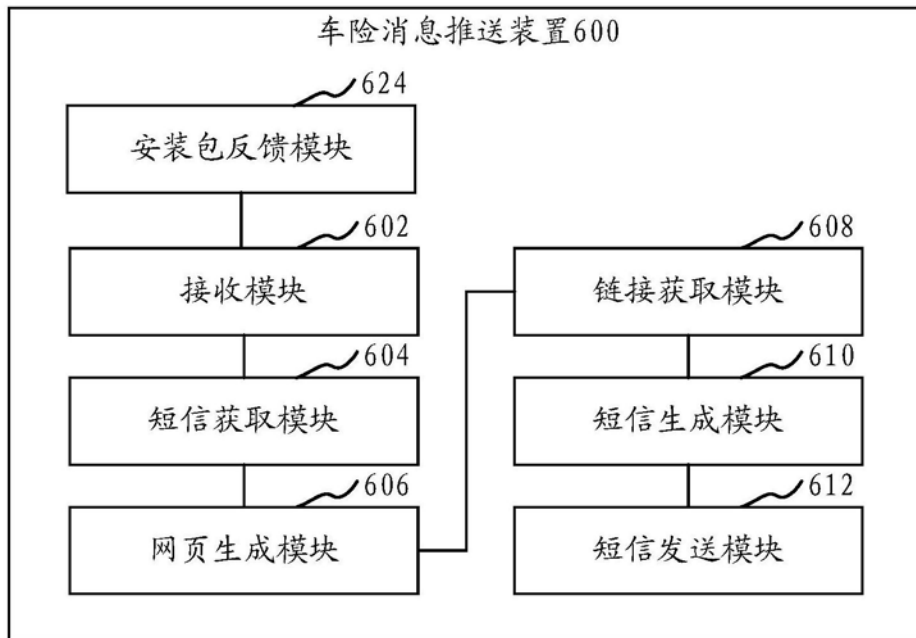 车险消息推送装置600
624
安装包反馈模块
602
接收模块
604
短信获取模块
606
网页生成模块
608
链接获取模块
610
短信生成模块
612
短信发送模块